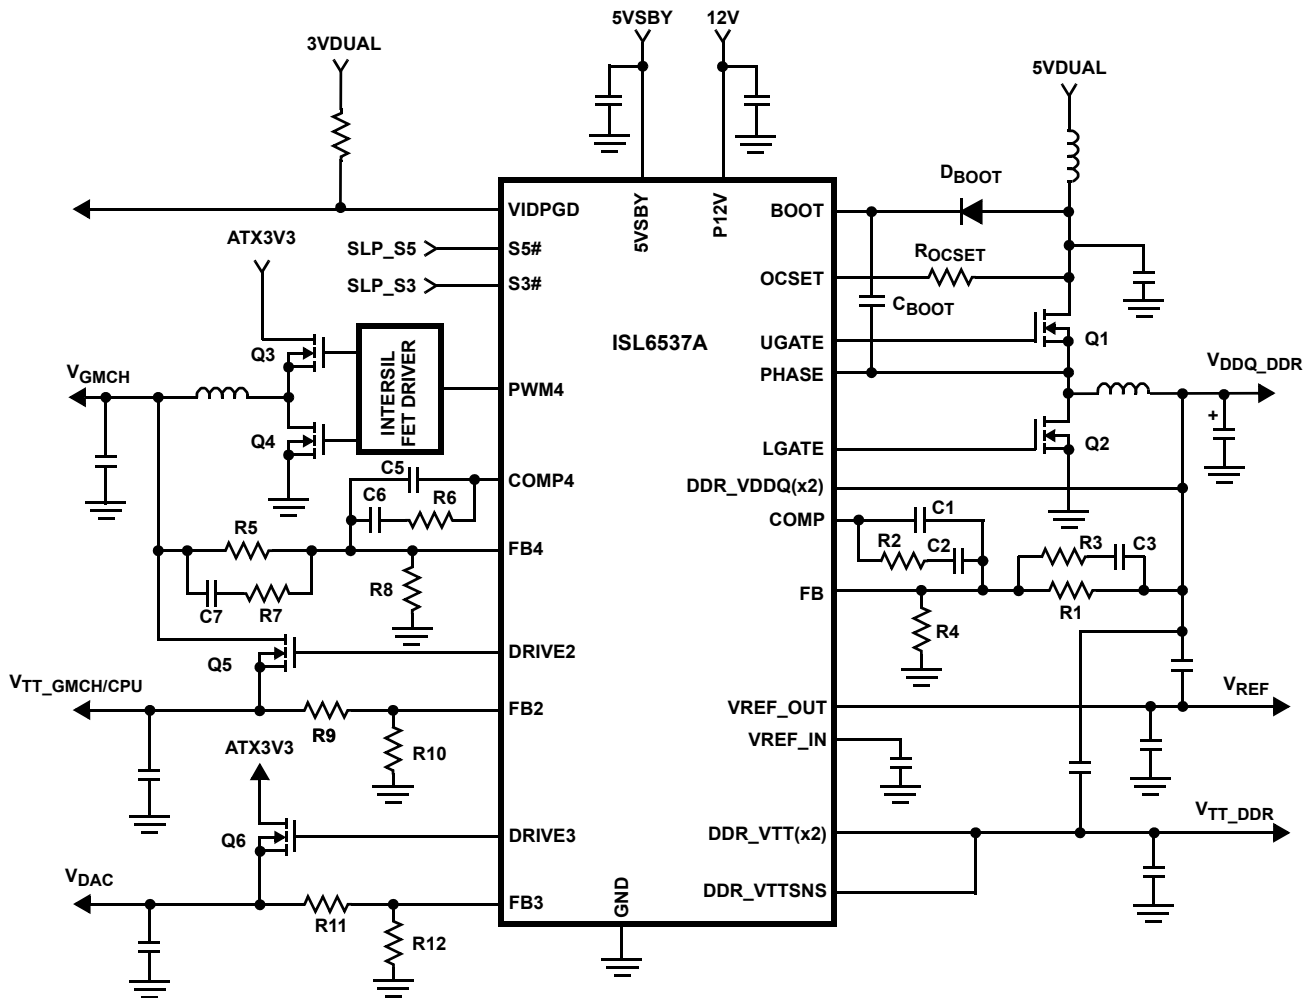 5VSBY
12V
3VDUAL
5VDUAL
DBOOT
VIDPGD
5VSBY
P12V
BOOT
ATX3V3
SLP_S5
S5#
ROCSET
SLP_S3
S3#
OCSET
CBOOT
Q3
ISL6537A
UGATE
Q1
VGMCH
INTERSIL
FET DRIVER
PWM4
PHASE
VDDQ_DDR
+
Q4
LGATE
Q2
C5
COMP4
DDR_VDDQ(x2)
C6
R6
COMP
C1
R5
R2
C2
R3
C3
FB4
R8
C7
R7
FB
R1
R4
DRIVE2
Q5
VTT_GMCH/CPU
FB2
VREF_OUT
VREF
R9
VREF_IN
ATX3V3
R10
Q6
DRIVE3
DDR_VTT(x2)
VTT_DDR
VDAC
DDR_VTTSNS
GND
FB3
R11
R12